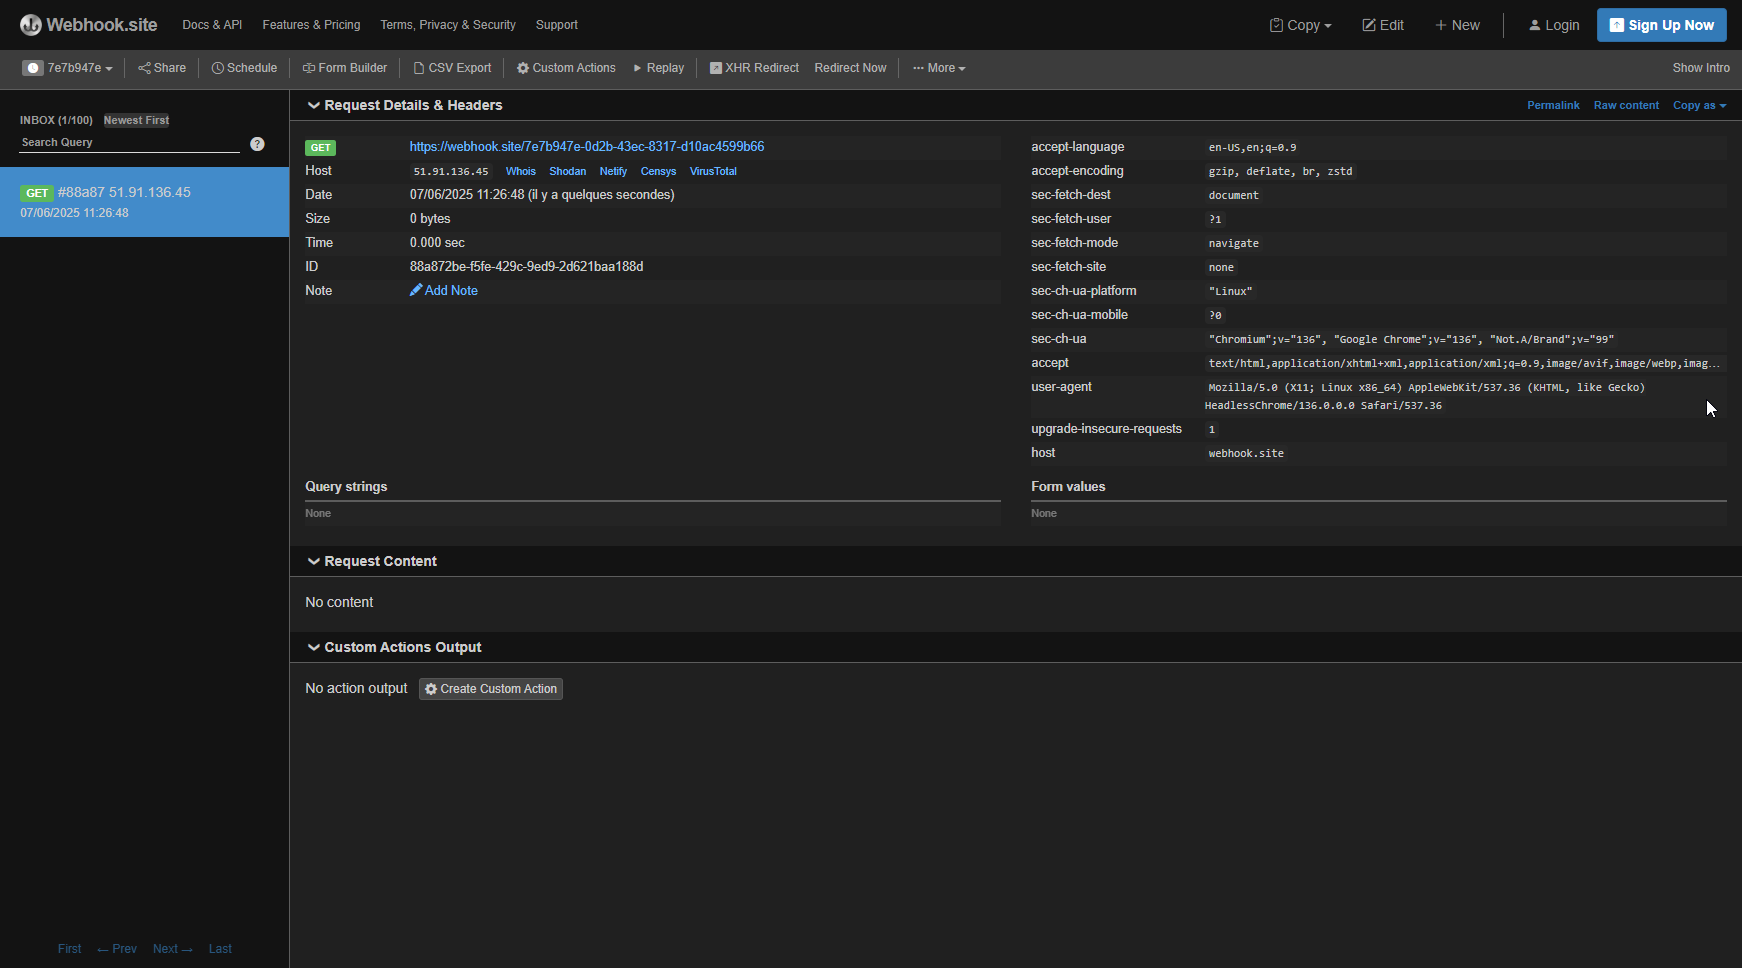 Webhook.site Docs & API Features & Pricing Terms, Privacy & Security Support Copy Edit + New Login Sign Up Now
7e7b947e Share Schedule Form Builder CSV Export Custom Actions Replay XHR Redirect Redirect Now ··· More Show Intro
INBOX (1/100) Newest First
Search Query ?
GET #88a87 51.91.136.45
07/06/2025 11:26:48
First ← Prev Next → Last
Request Details & Headers Permalink Raw content Copy as
GET https://webhook.site/7e7b947e-0d2b-43ec-8317-d10ac4599b66
Host 51.91.136.45 Whois Shodan Netify Censys VirusTotal
Date 07/06/2025 11:26:48 (il y a quelques secondes)
Size 0 bytes
Time 0.000 sec
ID 88a872be-f5fe-429c-9ed9-2d621baa188d
Note Add Note
accept-language en-US,en;q=0.9
accept-encoding gzip, deflate, br, zstd
sec-fetch-dest document
sec-fetch-user ?1
sec-fetch-mode navigate
sec-fetch-site none
sec-ch-ua-platform "Linux"
sec-ch-ua-mobile ?0
sec-ch-ua "Chromium";v="136", "Google Chrome";v="136", "Not.A/Brand";v="99"
accept text/html,application/xhtml+xml,application/xml;q=0.9,image/avif,image/webp,imag...
user-agent Mozilla/5.0 (X11; Linux x86_64) AppleWebKit/537.36 (KHTML, like Gecko)
HeadlessChrome/136.0.0.0 Safari/537.36
upgrade-insecure-requests 1
host webhook.site
Query strings
None
Form values
None
Request Content
No content
Custom Actions Output
No action output Create Custom Action